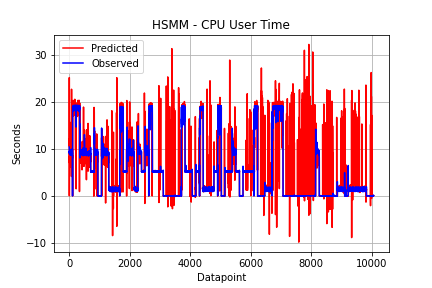 HSMM - CPU User Time
Predicted
Observed
30
20
10
0
−10
Seconds
0
2000
4000
6000
8000
10000
Datapoint